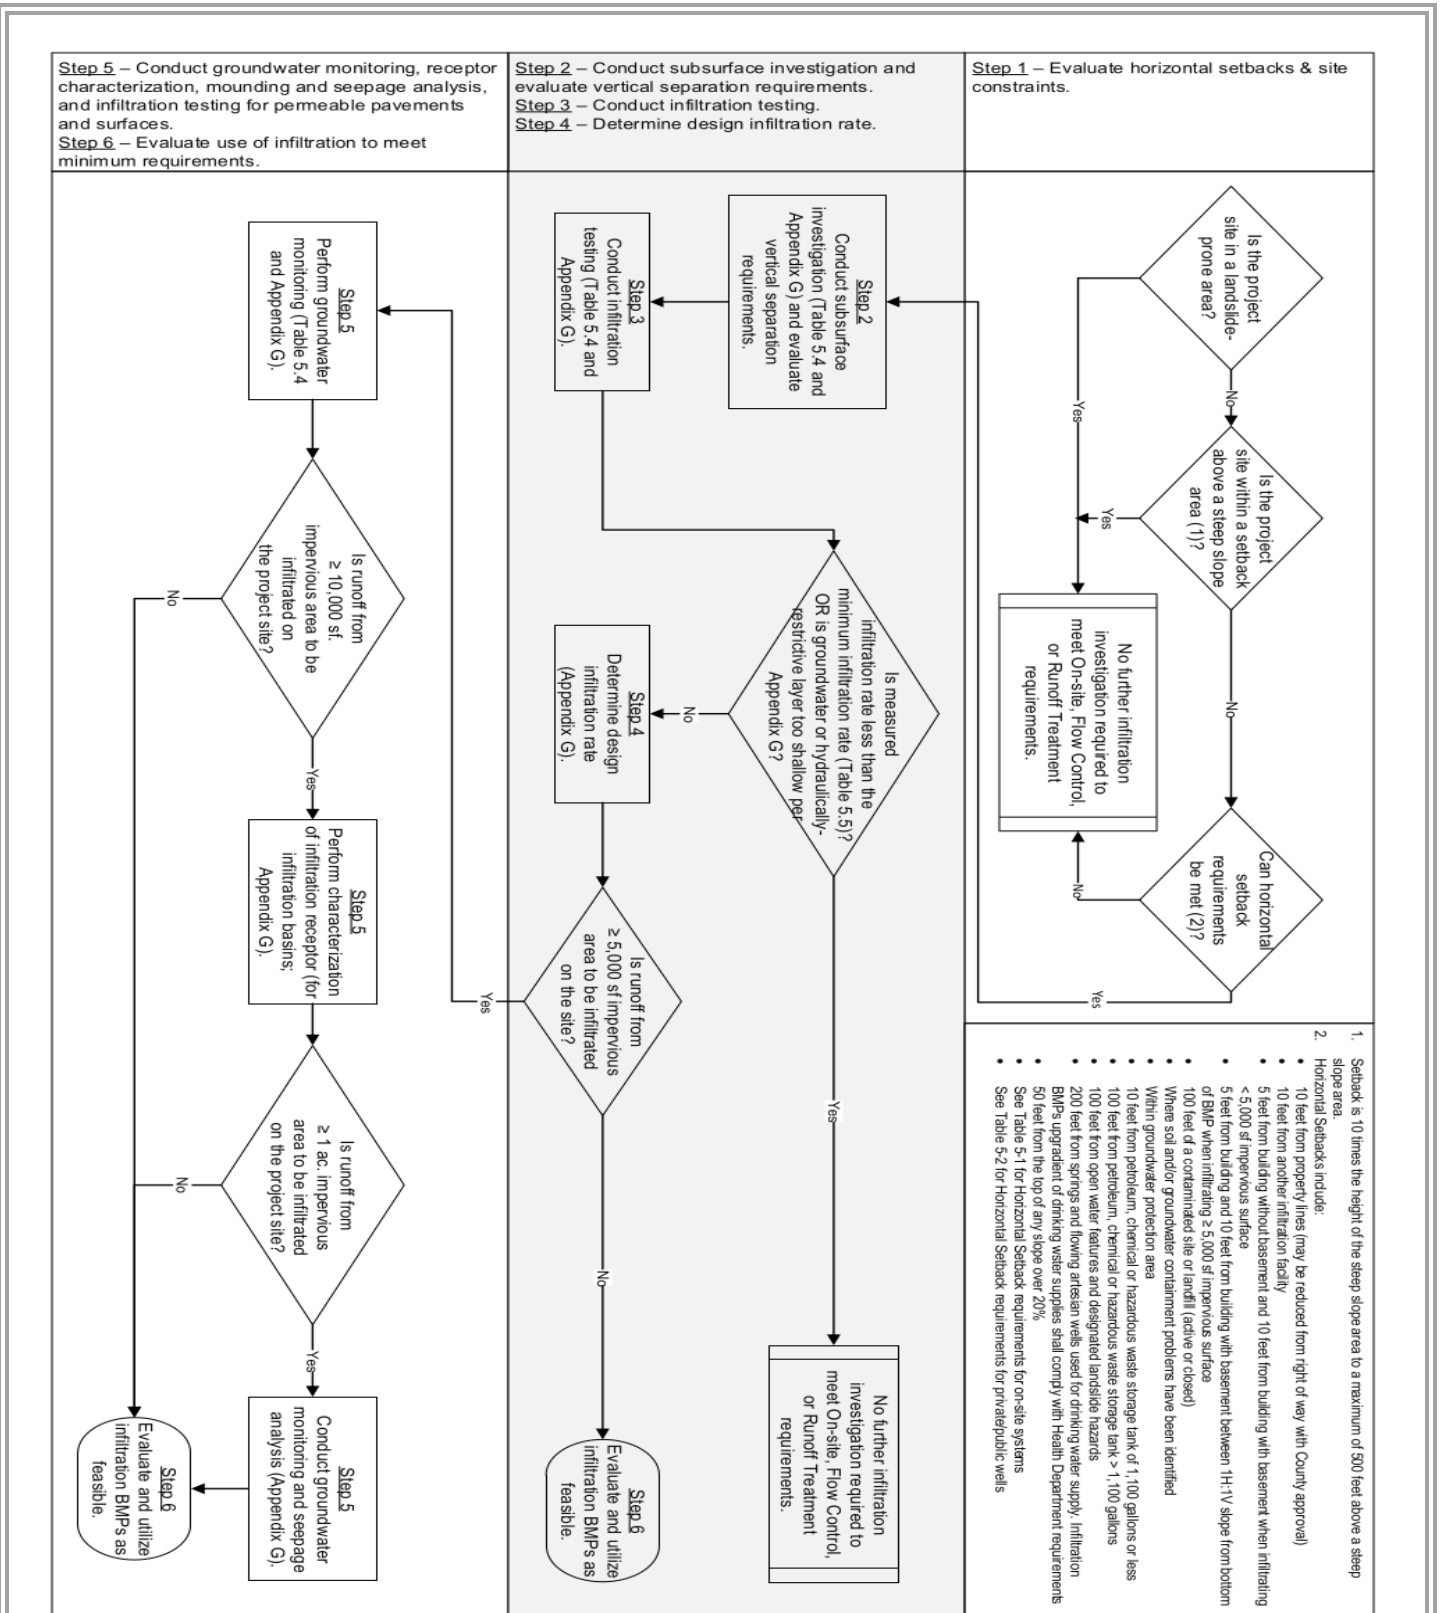 Step 1 – Evaluate horizontal setbacks & site
constraints.
Is the project
site in a landslide-
prone area?
No
Yes
Is the project
site within a setback
above a steep slope
area (1)?
Yes
No
Can horizontal
setback
requirements
be met (2)?
No
Yes
No further infiltration
investigation required to
meet On-site, Flow Control,
or Runoff Treatment
requirements.
1. Setback is 10 times the height of the steep slope area to a maximum of 500 feet above a steep
slope area.
2. Horizontal Setbacks include:
• 10 feet from property lines (may be reduced from right of way with County approval)
• 10 feet from another infiltration facility
• 5 feet from building without basement and 10 feet from building with basement when infiltrating
< 5,000 sf impervious surface
• 5 feet from building and 10 feet from building with basement between 1H:1V slope from bottom
of BMP when infiltrating ≥ 5,000 sf impervious surface
• 100 feet of a contaminated site or landfill (active or closed)
• Where soil and/or groundwater containment problems have been identified
• Within groundwater protection area
• 10 feet from petroleum, chemical or hazardous waste storage tank of 1,100 gallons or less
• 100 feet from petroleum, chemical or hazardous waste storage tank > 1,100 gallons
• 100 feet from open water features and designated landslide hazards
• 200 feet from springs and flowing artesian wells used for drinking water supply. Infiltration
BMPs upgradient of drinking wster supplies shall comply with Health Department requirements
• 50 feet from the top of any slope over 20%
• See Table 5-1 for Horizontal Setback requirements for on-site systems
• See Table 5-2 for Horizontal Setback requirements for private/public wells
Step 2 – Conduct subsurface investigation and
evaluate vertical separation requirements.
Step 3 – Conduct infiltration testing.
Step 4 – Determine design infiltration rate.
Step 2
Conduct subsurface
investigation (Table 5.4 and
Appendix G) and evaluate
vertical separation
requirements.
Step 3
Conduct infiltration
testing (Table 5.4 and
Appendix G).
Is measured
infiltration rate less than the
minimum infiltration rate (Table 5.5)?
OR is groundwater or hydraulically-
restrictive layer too shallow per
Appendix G?
No
Yes
Step 4
Determine design
infiltration rate
(Appendix G).
Is runoff from
≥ 5,000 sf impervious
area to be infiltrated
on the site?
Yes
No
No further infiltration
investigation required to
meet On-site, Flow Control,
or Runoff Treatment
requirements.
Step 6
Evaluate and utilize
infiltration BMPs as
feasible.
Step 5 – Conduct groundwater monitoring, receptor
characterization, mounding and seepage analysis,
and infiltration testing for permeable pavements
and surfaces.
Step 6 – Evaluate use of infiltration to meet
minimum requirements.
Step 5
Perform groundwater
monitoring (Table 5.4
and Appendix G).
Is runoff from
≥ 10,000 sf.
impervious area to be
infiltrated on
the project site?
No
Yes
Step 5
Perform characterization
of infiltration receptor (for
infiltration basins;
Appendix G).
Is runoff from
≥ 1 ac. impervious
area to be infiltrated
on the project site?
No
Yes
Step 5
Conduct groundwater
monitoring and seepage
analysis (Appendix G).
Step 6
Evaluate and utilize
infiltration BMPs as
feasible.